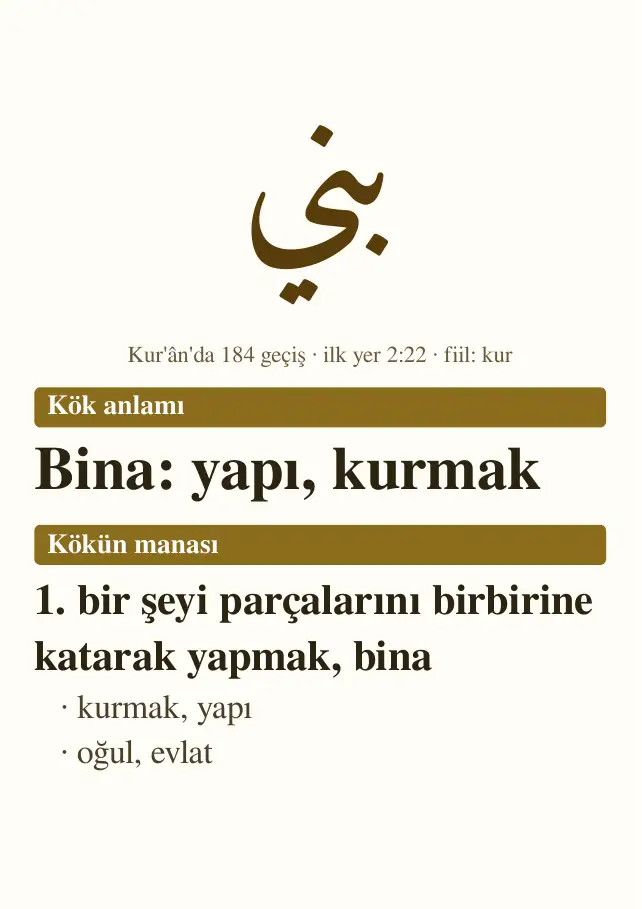 بني
Kur'ân'da 184 geçiş · ilk yer 2:22 · fiil: kur
Kök anlamı
Bina: yapı, kurmak
Kökün manası
1. bir şeyi parçalarını birbirine
katarak yapmak, bina
· kurmak, yapı
· oğul, evlat